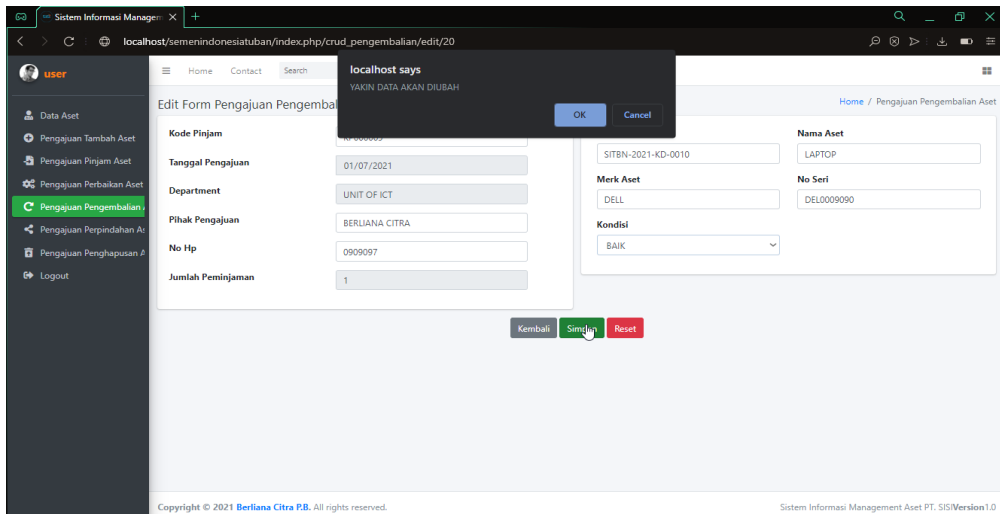 Sistem Informasi Managem
localhost/semenindonesiatuban/index.php/crud_pengembalian/edit/20
user
Home Contact Search
localhost says
YAKIN DATA AKAN DIUBAH
OK Cancel
Data Aset
Pengajuan Tambah Aset
Pengajuan Pinjam Aset
Pengajuan Perbaikan Aset
Pengajuan Pengembalian
Pengajuan Perpindahan As
Pengajuan Penghapusan A
Logout
Edit Form Pengajuan Pengembal
Home / Pengajuan Pengembalian Aset
Kode Pinjam
Tanggal Pengajuan 01/07/2021
Department UNIT OF ICT
Pihak Pengajuan BERLIANA CITRA
No Hp 0909097
Jumlah Peminjaman 1
Nama Aset
SITBN-2021-KD-0010 LAPTOP
Merk Aset No Seri
DELL DEL0009090
Kondisi
BAIK
Kembali Simpan Reset
Copyright © 2021 Berliana Citra P.B. All rights reserved.
Sistem Informasi Management Aset PT. SISI Version 1.0